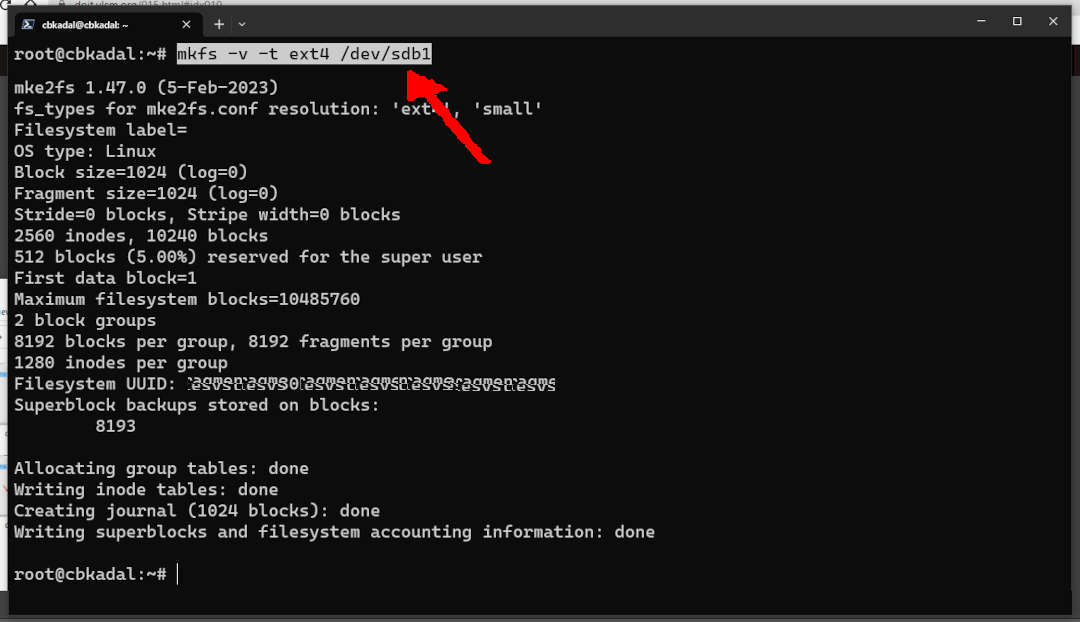 cbkadal@cbkadal: ~
root@cbkadal:~# mkfs -v -t ext4 /dev/sdb1
mke2fs 1.47.0 (5-Feb-2023)
fs_types for mke2fs.conf resolution: 'ext4', 'small'
Filesystem label=
OS type: Linux
Block size=1024 (log=0)
Fragment size=1024 (log=0)
Stride=0 blocks, Stripe width=0 blocks
2560 inodes, 10240 blocks
512 blocks (5.00%) reserved for the super user
First data block=1
Maximum filesystem blocks=10485760
2 block groups
8192 blocks per group, 8192 fragments per group
1280 inodes per group
Filesystem UUID:
Superblock backups stored on blocks:
8193
Allocating group tables: done
Writing inode tables: done
Creating journal (1024 blocks): done
Writing superblocks and filesystem accounting information: done
root@cbkadal:~#